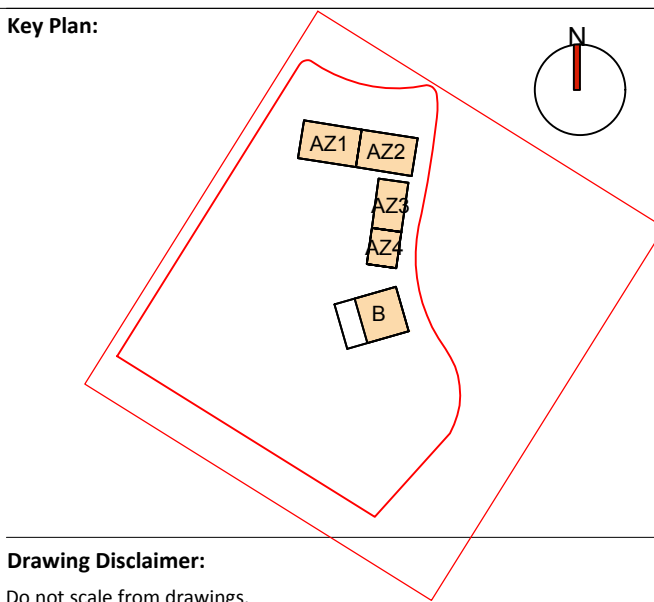 Key Plan:
N
AZ1
AZ2
AZ3
AZ4
B
Drawing Disclaimer:
Do not scale from drawings.